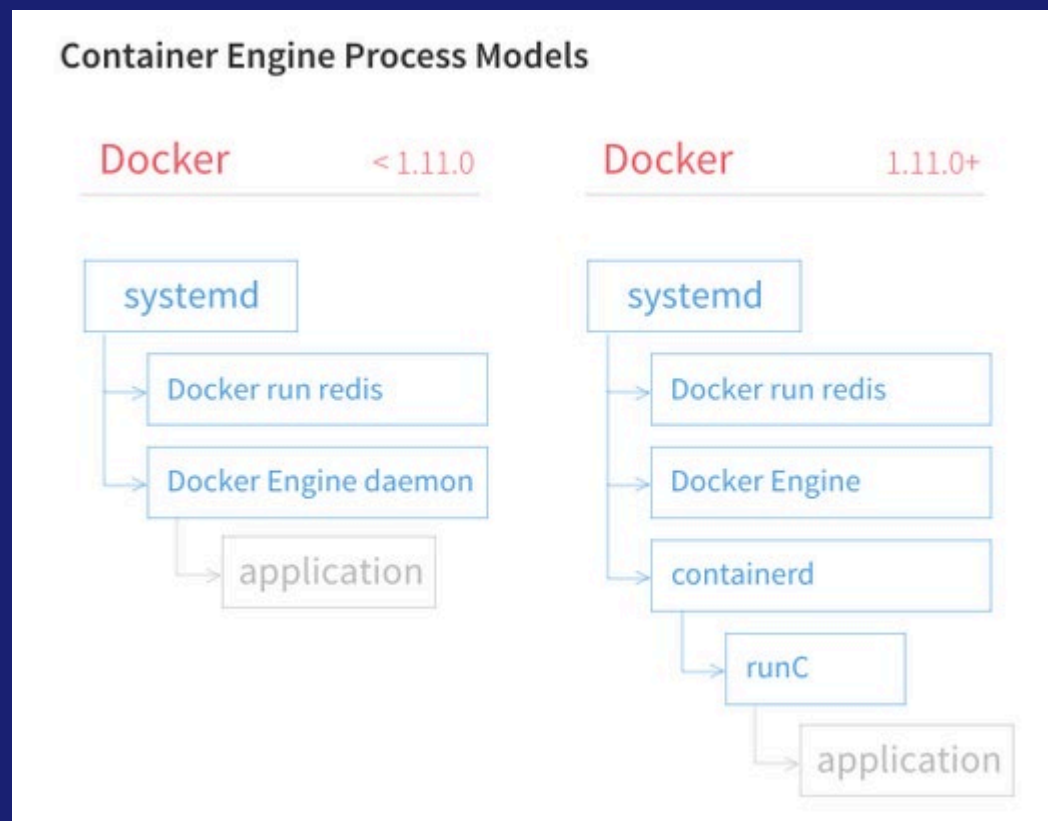 Container Engine Process Models
Docker < 1.11.0
systemd
Docker run redis
Docker Engine daemon
application
Docker 1.11.0+
systemd
Docker run redis
Docker Engine
containerd
runC
application